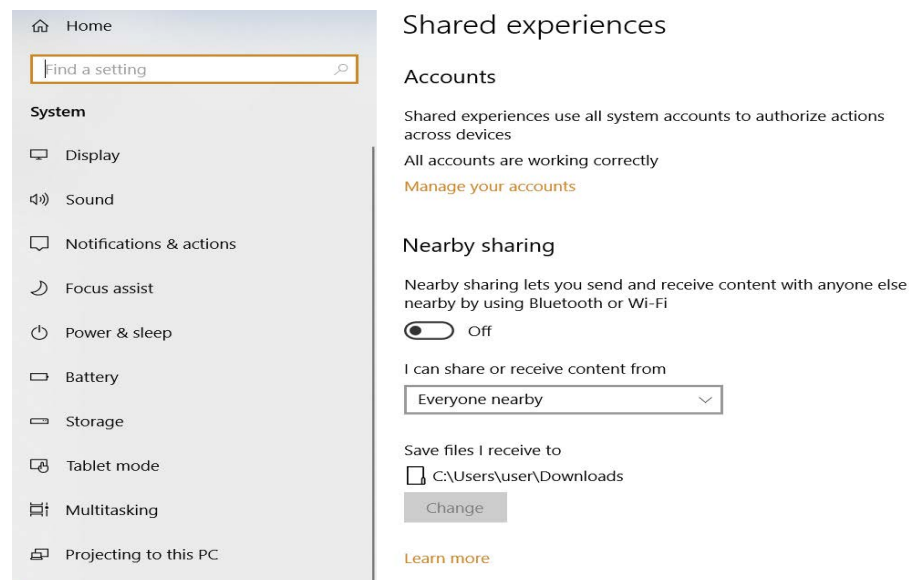 Home
Find a setting
System
Display
Sound
Notifications & actions
Focus assist
Power & sleep
Battery
Storage
Tablet mode
Multitasking
Projecting to this PC
Shared experiences
Accounts
Shared experiences use all system accounts to authorize actions
across devices
All accounts are working correctly
Manage your accounts
Nearby sharing
Nearby sharing lets you send and receive content with anyone else
nearby by using Bluetooth or Wi-Fi
Off
I can share or receive content from
Everyone nearby
Save files I receive to
C:\Users\user\Downloads
Change
Learn more